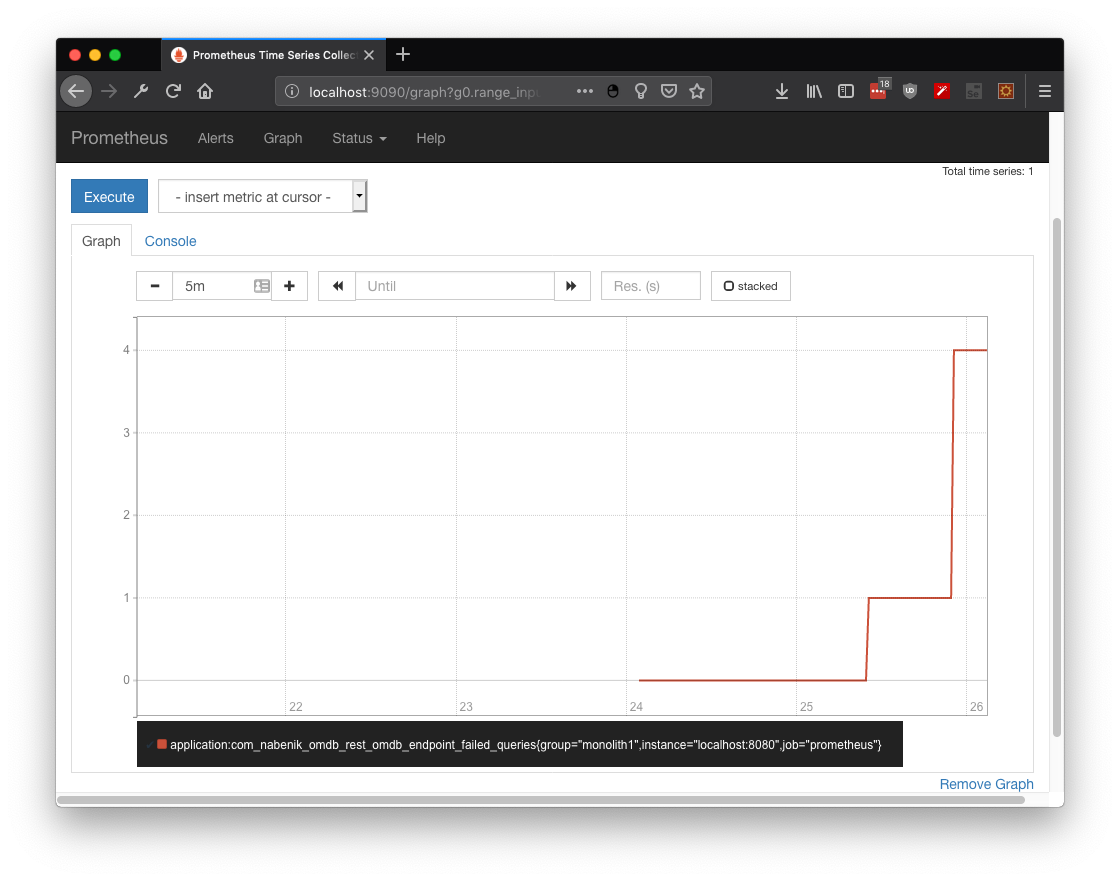 Prometheus Time Series Collec
localhost:9090/graph?g0.range_inpu
18
Prometheus Alerts Graph Status Help
Total time series: 1
Execute - insert metric at cursor -
Graph Console
5m Until Res. (s) stacked
4
3
2
1
0
22 23 24 25 26
application:com_nabenik_omdb_rest_omdb_endpoint_failed_queries{group="monolith1",instance="localhost:8080",job="prometheus"}
Remove Graph